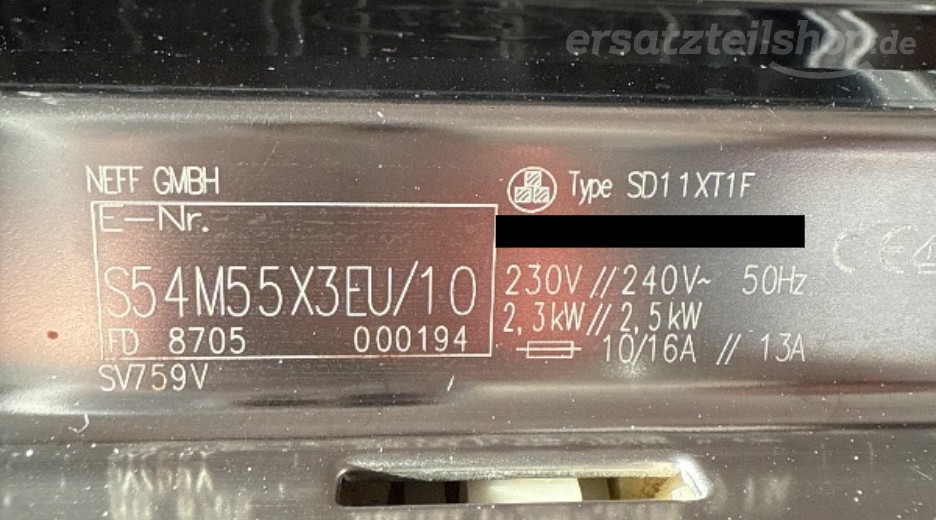 ersatzteilshop.de
NEFF GMBH
Type SD11XT1F
E-Nr.
S54M55X3EU/10
FD 8705 000194
SV759V
230V//240V~ 50Hz
2,3kW//2,5kW
10/16A // 13A
CE